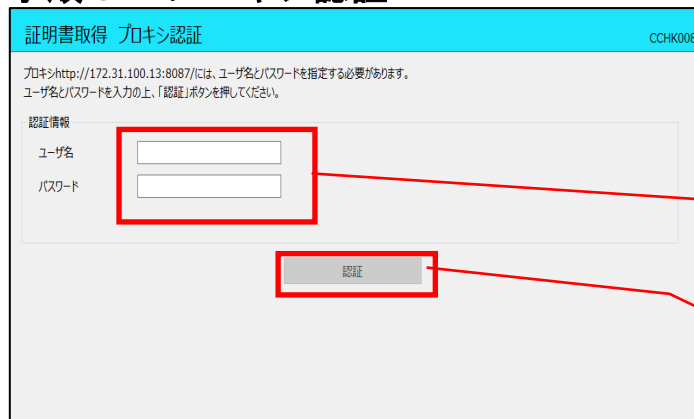 証明書取得 プロキシ認証
CCHK008
プロキシhttp://172.31.100.13:8087/には、ユーザ名とパスワードを指定する必要があります。
ユーザ名とパスワードを入力の上、「認証」ボタンを押してください。
認証情報
ユーザ名
パスワード
認証